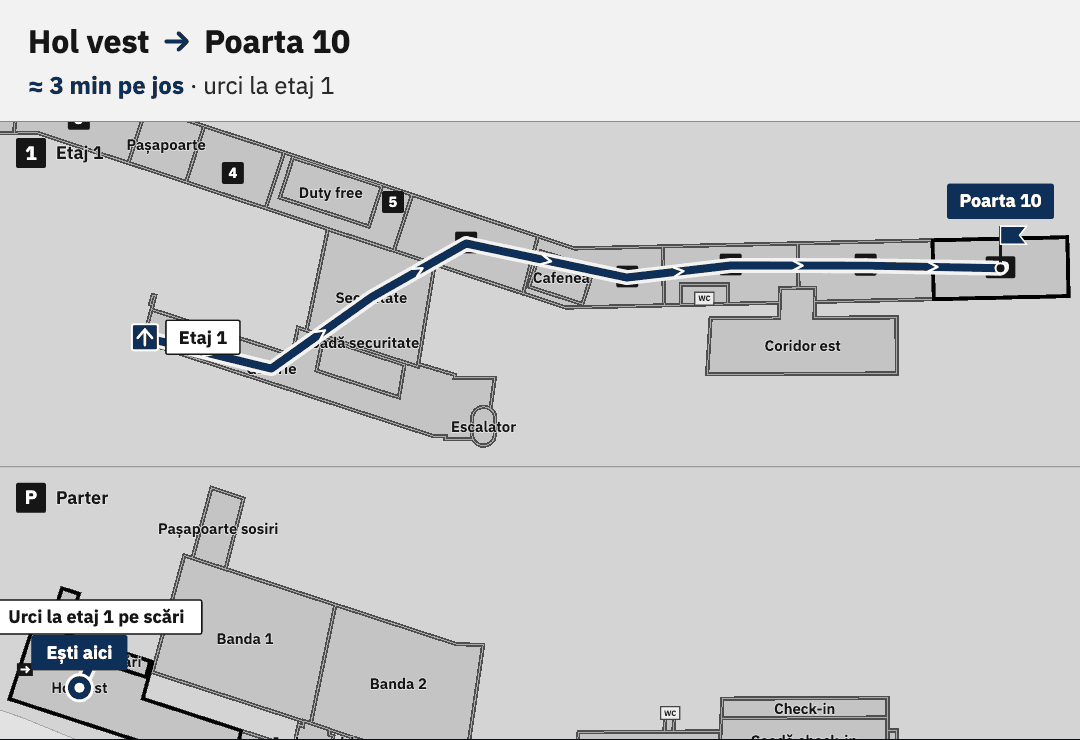 Hol vest → Poarta 10
≈ 3 min pe jos · urci la etaj 1
1 Etaj 1
Pașapoarte
4
Duty free
5
Poarta 10
Cafenea
WC
Etaj 1
securitate
Coridor est
Escalator
P Parter
Pașapoarte sosiri
Urci la etaj 1 pe scări
Banda 1
Ești aici
Banda 2
WC
Check-in